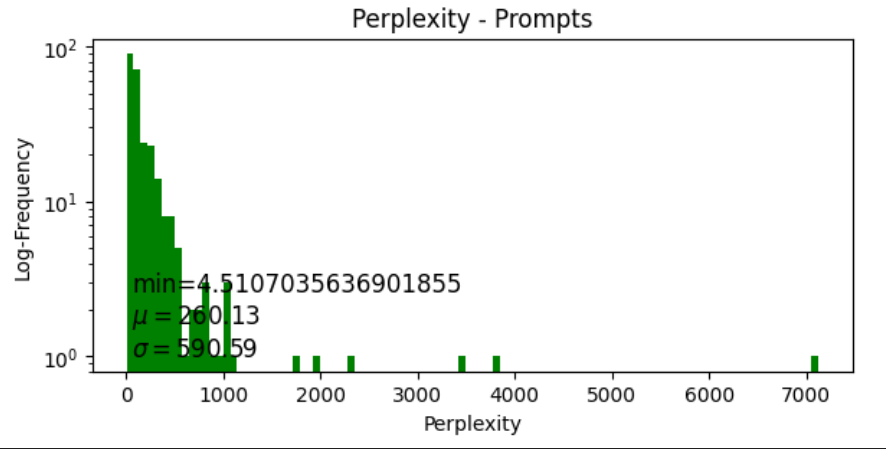 Perplexity - Prompts
10²
10¹
10⁰
Log-Frequency
min=4.5107035636901855
μ = 260.13
σ = 590.59
0 1000 2000 3000 4000 5000 6000 7000
Perplexity